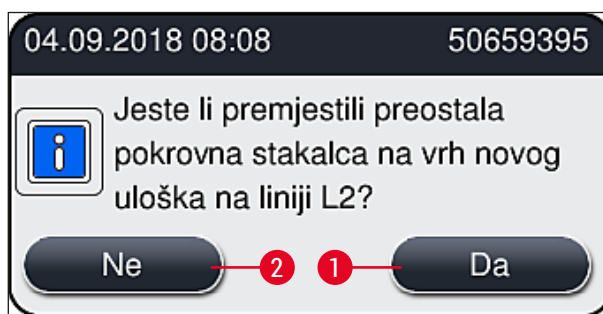 04.09.2018 08:08 50659395
Jeste li premjestili preostala
pokrovna stakalca na vrh novog
uloška na liniji L2?
Ne 2 1 Da